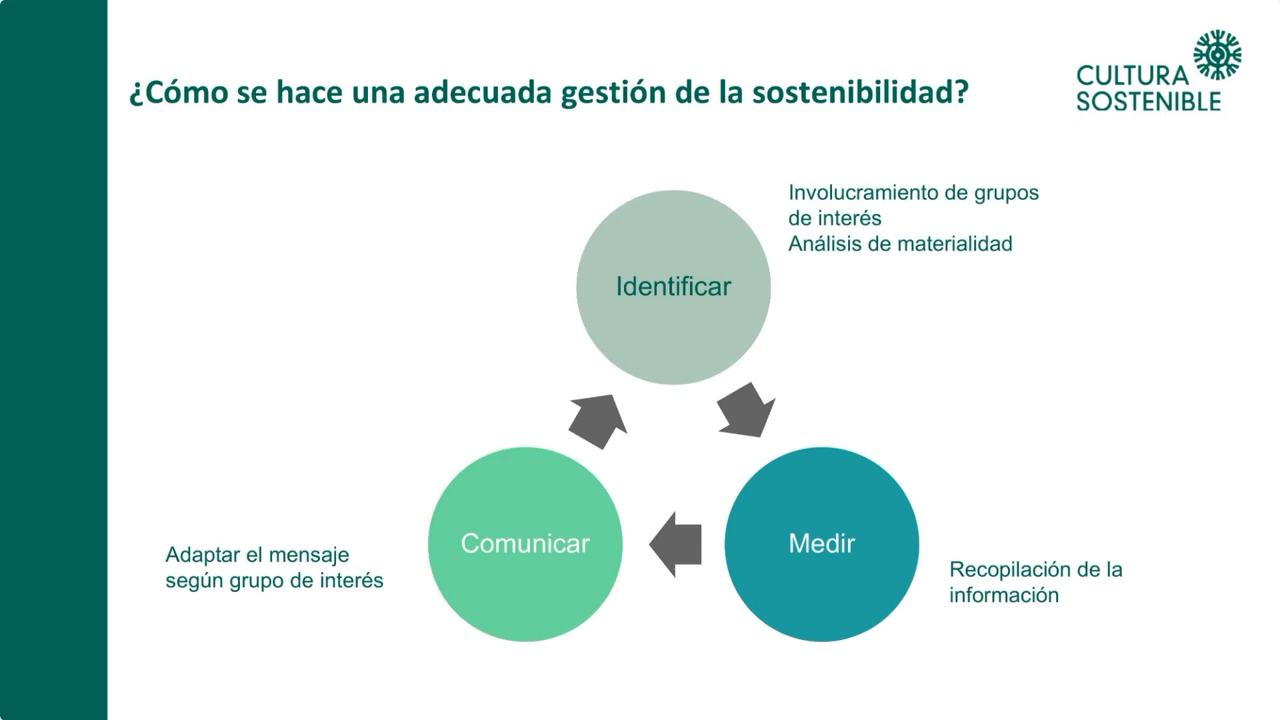 ¿Cómo se hace una adecuada gestión de la sostenibilidad?
CULTURA
SOSTENIBLE
Involucramiento de grupos
de interés
Análisis de materialidad
Identificar
Comunicar
Medir
Adaptar el mensaje
según grupo de interés
Recopilación de la
información